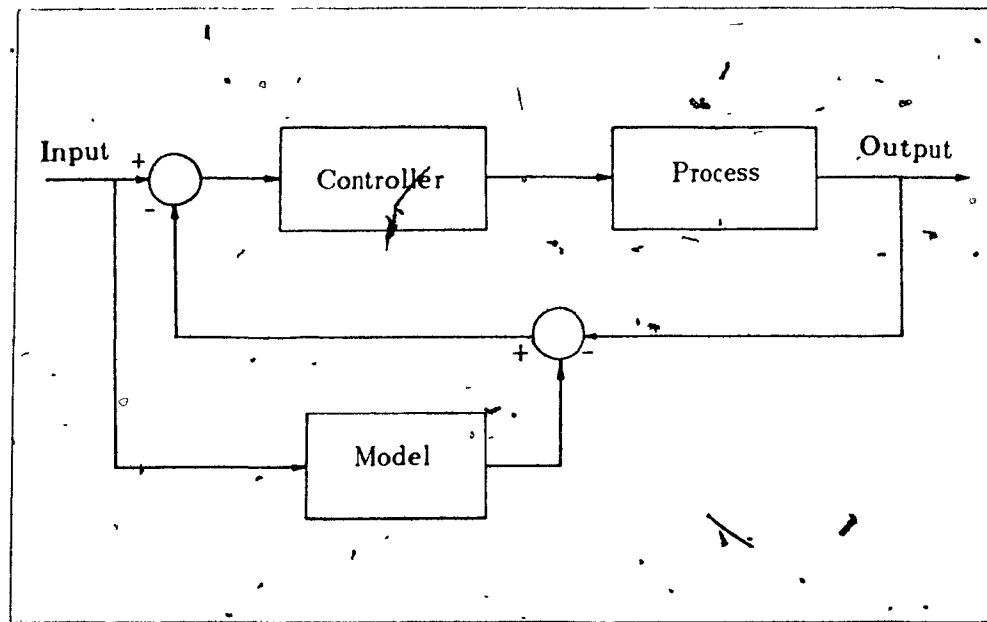 Input
+
-
Controller
Process
Output
+
-
Model